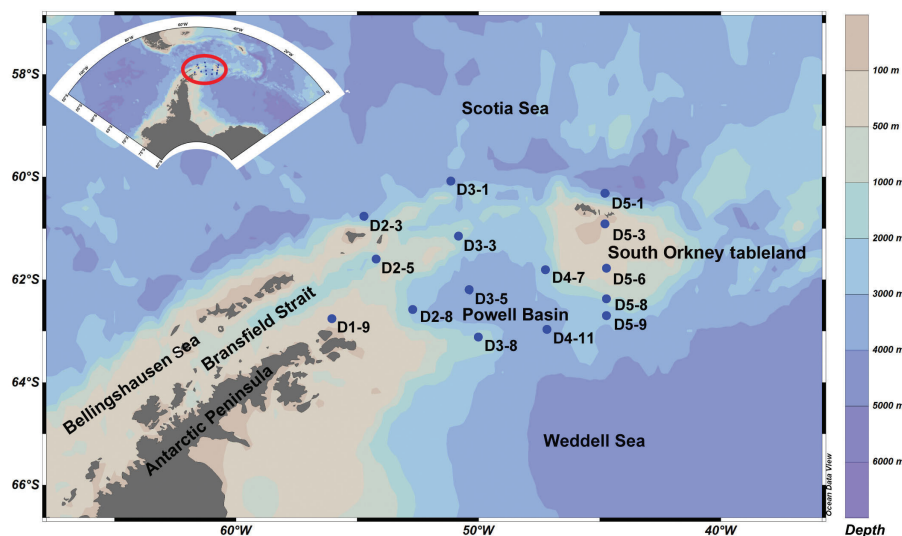 58°S
60°S
62°S
64°S
66°S
60°W
50°W
40°W
Scotia Sea
D3-1
D5-1
D2-3
D3-3
D5-3
South Orkney tableland
D2-5
D4-7
D5-6
D3-5
D5-8
D2-8
Powell Basin
D5-9
D1-9
D4-11
D3-8
Bransfield Strait
Bellingshausen Sea
Antarctic Peninsula
Weddell Sea
Ocean Data View
100 m
500 m
1000 m
2000 m
3000 m
4000 m
5000 m
6000 m
Depth